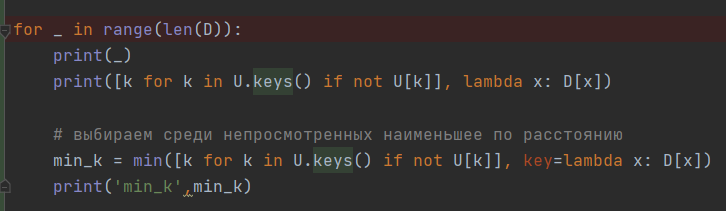 for _ in range(len(D)):
print(_)
print([k for k in U.keys() if not U[k]], lambda x: D[x])
# выбираем среди непросмотренных наименьшее по расстоянию
min_k = min([k for k in U.keys() if not U[k]], key=lambda x: D[x])
print('min_k',min_k)